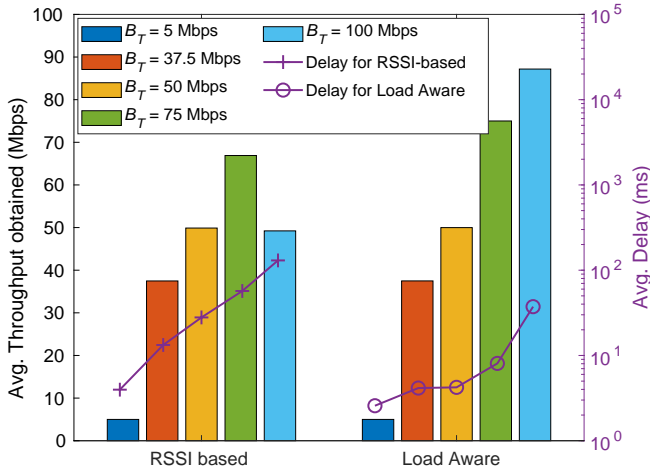 Avg. Throughput obtained (Mbps)
100
90
80
70
60
50
40
30
20
10
0
B_T = 5 Mbps
B_T = 37.5 Mbps
B_T = 50 Mbps
B_T = 75 Mbps
B_T = 100 Mbps
Delay for RSSI-based
Delay for Load Aware
RSSI based
Load Aware
10^5
10^4
10^3
10^2
10^1
10^0
Avg. Delay (ms)